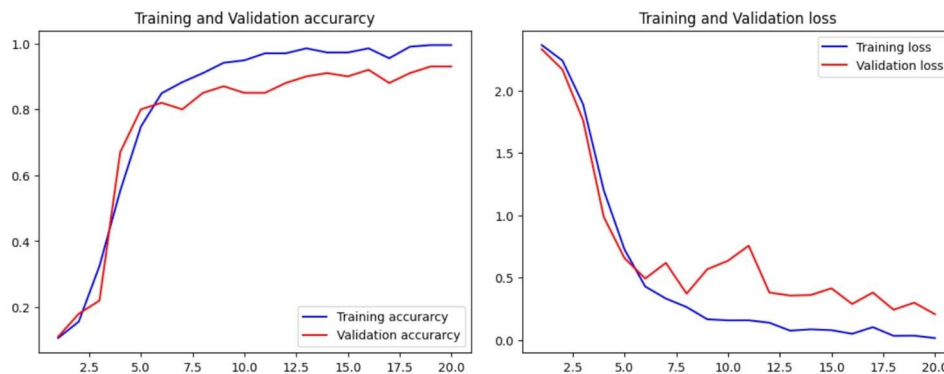 Training and Validation accurarcy
1.0
0.8
0.6
0.4
0.2
Training accurarcy
Validation accurarcy
2.5 5.0 7.5 10.0 12.5 15.0 17.5 20.0
Training and Validation loss
Training loss
Validation loss
2.0
1.5
1.0
0.5
0.0
2.5 5.0 7.5 10.0 12.5 15.0 17.5 20.0